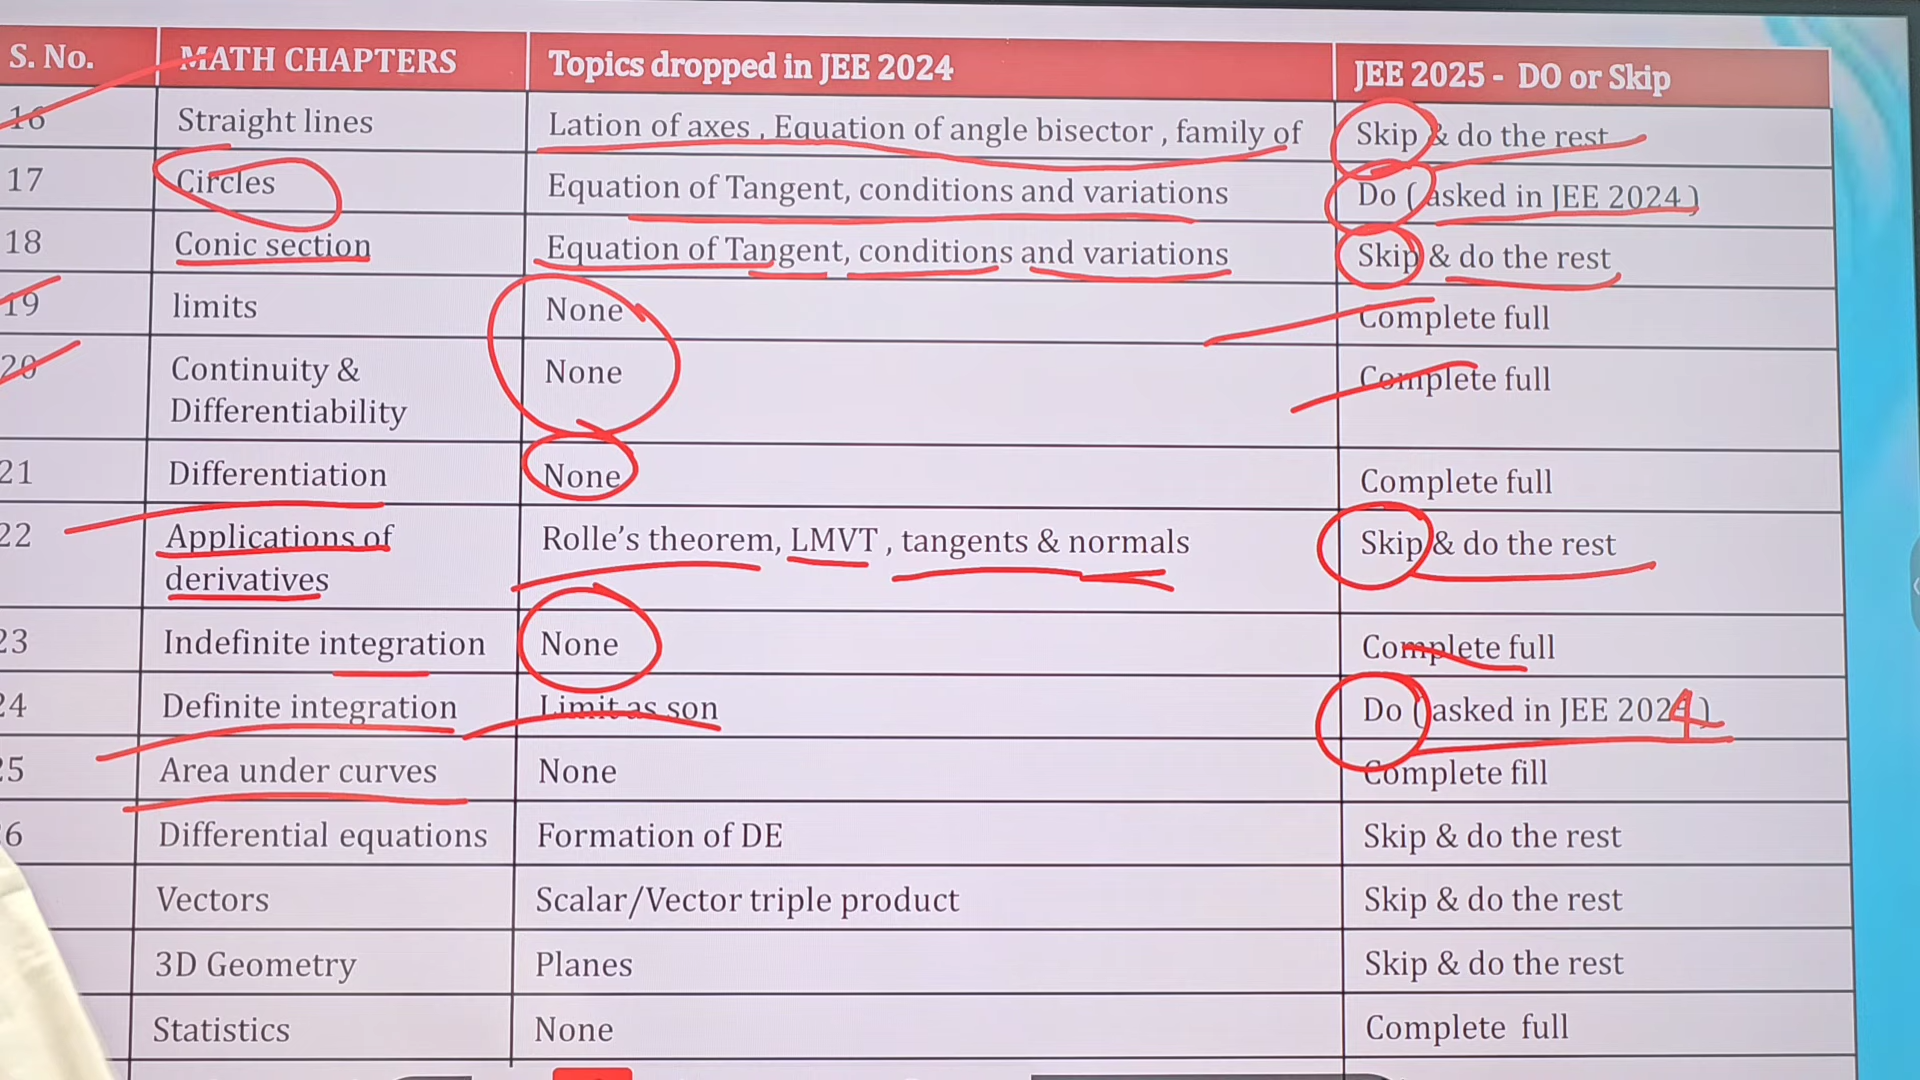 S. No. MATH CHAPTERS Topics dropped in JEE 2024 JEE 2025 - DO or Skip
16 Straight lines Lation of axes , Equation of angle bisector , family of Skip & do the rest
17 Circles Equation of Tangent, conditions and variations Do ( asked in JEE 2024 )
18 Conic section Equation of Tangent, conditions and variations Skip & do the rest
19 limits None Complete full
20 Continuity & None Complete full
Differentiability
21 Differentiation None Complete full
22 Applications of Rolle's theorem, LMVT , tangents & normals Skip & do the rest
derivatives
23 Indefinite integration None Complete full
24 Definite integration Limit as son Do ( asked in JEE 2024 )
25 Area under curves None Complete fill
6 Differential equations Formation of DE Skip & do the rest
Vectors Scalar/Vector triple product Skip & do the rest
3D Geometry Planes Skip & do the rest
Statistics None Complete full